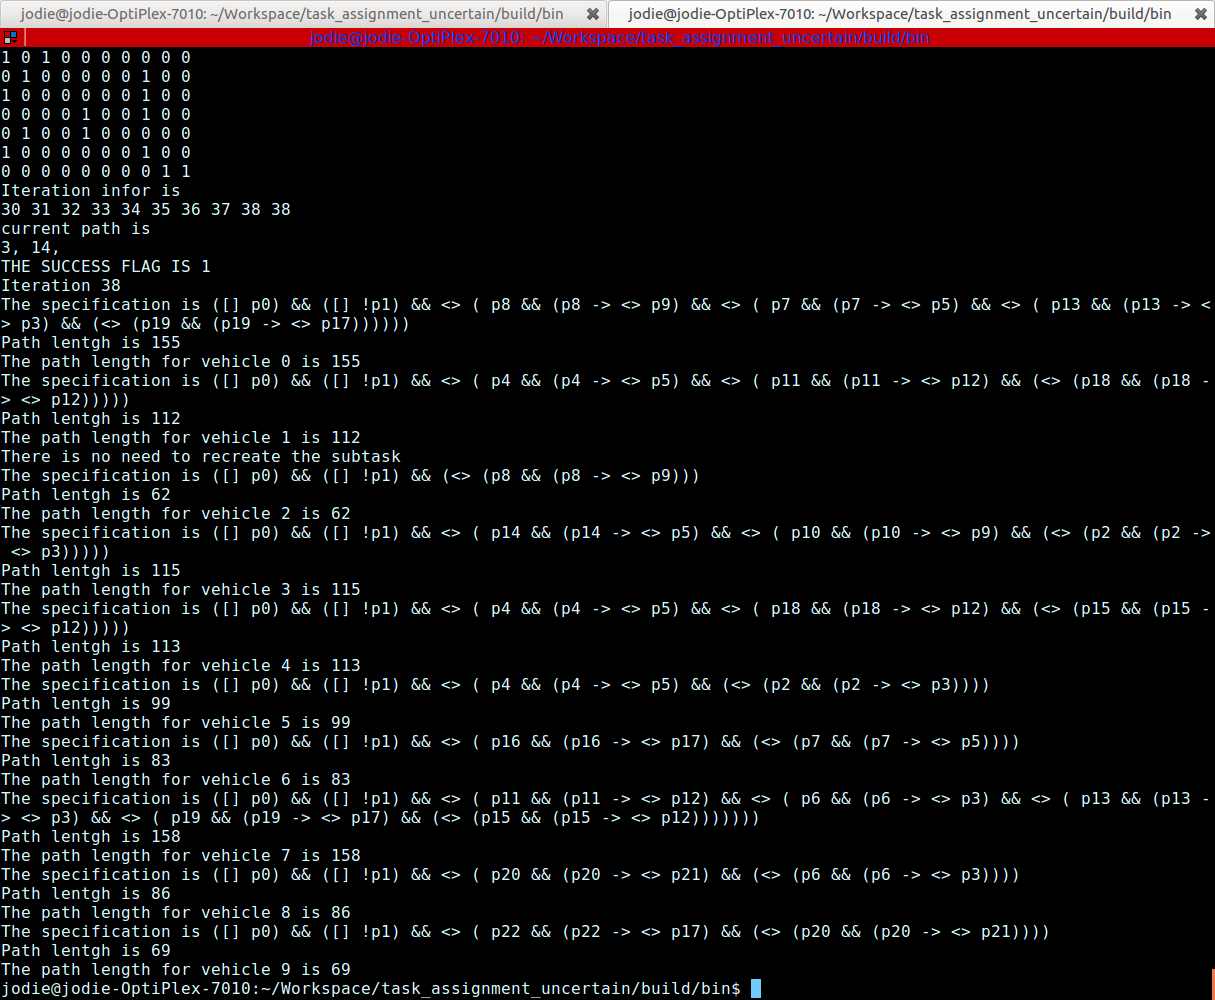 jodie@jodie-OptiPlex-7010: ~/Workspace/task_assignment_uncertain/build/bin
jodie@jodie-OptiPlex-7010: ~/Workspace/task_assignment_uncertain/build/bin
jodie@jodie-OptiPlex-7010: ~/Workspace/task_assignment_uncertain/build/bin
1 0 1 0 0 0 0 0 0 0
0 1 0 0 0 0 0 1 0 0
1 0 0 0 0 0 0 1 0 0
0 0 0 0 1 0 0 1 0 0
0 1 0 0 1 0 0 0 0 0
1 0 0 0 0 0 0 1 0 0
0 0 0 0 0 0 0 0 1 1
Iteration infor is
30 31 32 33 34 35 36 37 38 38
current path is
3, 14,
THE SUCCESS FLAG IS 1
Iteration 38
The specification is ([] p0) && ([] !p1) && <> ( p8 && (p8 -> <> p9) && <> ( p7 && (p7 -> <> p5) && <> ( p13 && (p13 -> <
> p3) && (<> (p19 && (p19 -> <> p17))))))
Path lentgh is 155
The path length for vehicle 0 is 155
The specification is ([] p0) && ([] !p1) && <> ( p4 && (p4 -> <> p5) && <> ( p11 && (p11 -> <> p12) && (<> (p18 && (p18 -
> <> p12)))))
Path lentgh is 112
The path length for vehicle 1 is 112
There is no need to recreate the subtask
The specification is ([] p0) && ([] !p1) && (<> (p8 && (p8 -> <> p9)))
Path lentgh is 62
The path length for vehicle 2 is 62
The specification is ([] p0) && ([] !p1) && <> ( p14 && (p14 -> <> p5) && <> ( p10 && (p10 -> <> p9) && (<> (p2 && (p2 ->
 <> p3)))))
Path lentgh is 115
The path length for vehicle 3 is 115
The specification is ([] p0) && ([] !p1) && <> ( p4 && (p4 -> <> p5) && <> ( p18 && (p18 -> <> p12) && (<> (p15 && (p15 -
> <> p12)))))
Path lentgh is 113
The path length for vehicle 4 is 113
The specification is ([] p0) && ([] !p1) && <> ( p4 && (p4 -> <> p5) && (<> (p2 && (p2 -> <> p3))))
Path lentgh is 99
The path length for vehicle 5 is 99
The specification is ([] p0) && ([] !p1) && <> ( p16 && (p16 -> <> p17) && (<> (p7 && (p7 -> <> p5))))
Path lentgh is 83
The path length for vehicle 6 is 83
The specification is ([] p0) && ([] !p1) && <> ( p11 && (p11 -> <> p12) && <> ( p6 && (p6 -> <> p3) && <> ( p13 && (p13 -
> <> p3) && <> ( p19 && (p19 -> <> p17) && (<> (p15 && (p15 -> <> p12)))))))
Path lentgh is 158
The path length for vehicle 7 is 158
The specification is ([] p0) && ([] !p1) && <> ( p20 && (p20 -> <> p21) && (<> (p6 && (p6 -> <> p3))))
Path lentgh is 86
The path length for vehicle 8 is 86
The specification is ([] p0) && ([] !p1) && <> ( p22 && (p22 -> <> p17) && (<> (p20 && (p20 -> <> p21))))
Path lentgh is 69
The path length for vehicle 9 is 69
jodie@jodie-OptiPlex-7010:~/Workspace/task_assignment_uncertain/build/bin$